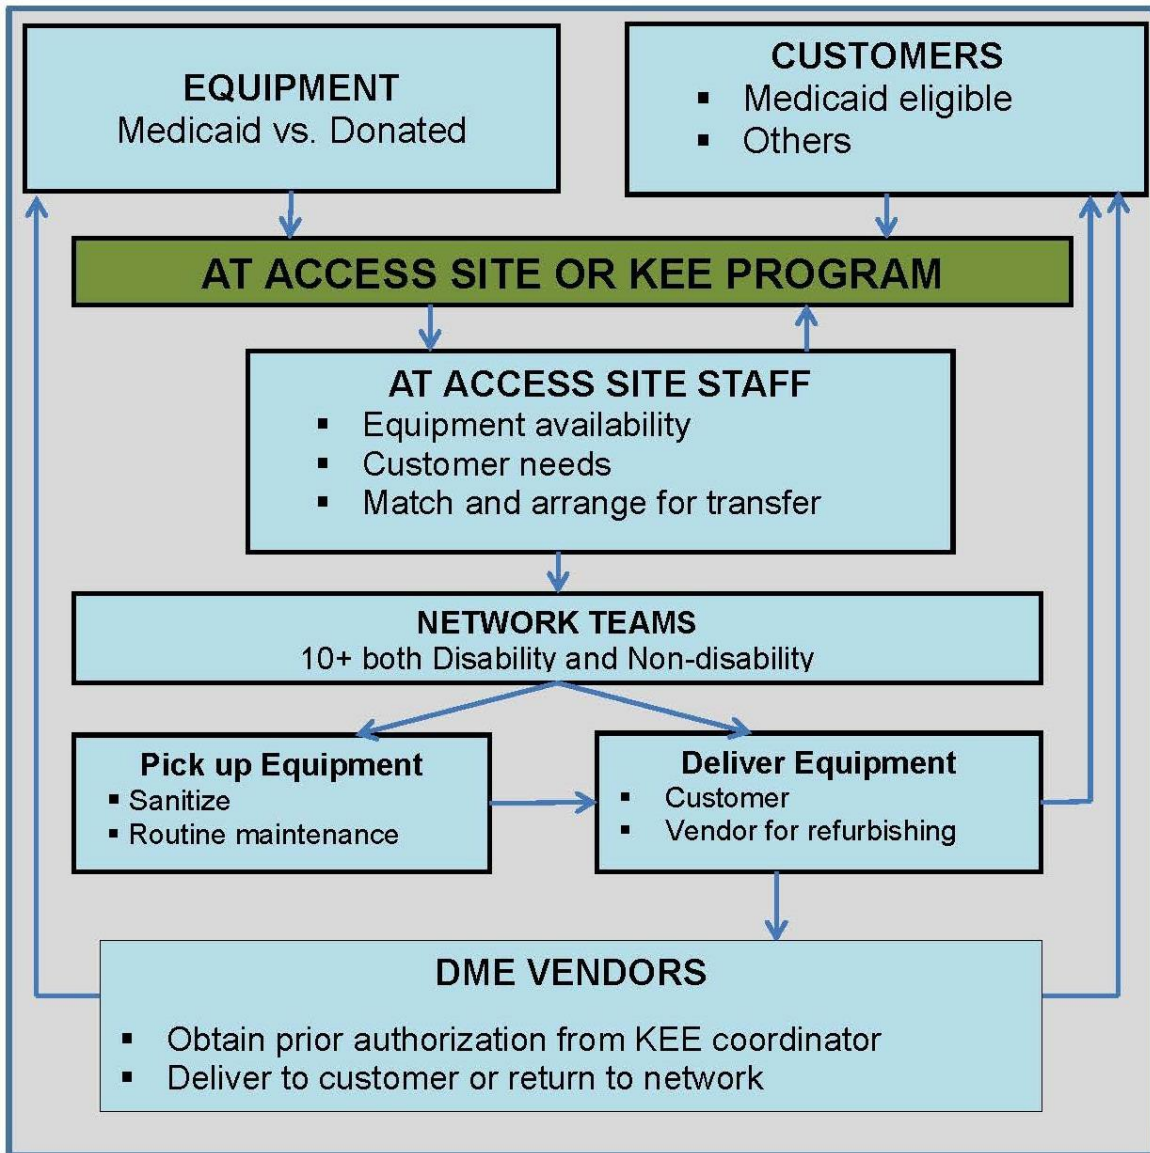 EQUIPMENT
Medicaid vs. Donated
CUSTOMERS
▪ Medicaid eligible
▪ Others
AT ACCESS SITE OR KEE PROGRAM
AT ACCESS SITE STAFF
▪ Equipment availability
▪ Customer needs
▪ Match and arrange for transfer
NETWORK TEAMS
10+ both Disability and Non-disability
Pick up Equipment
▪ Sanitize
▪ Routine maintenance
Deliver Equipment
▪ Customer
▪ Vendor for refurbishing
DME VENDORS
▪ Obtain prior authorization from KEE coordinator
▪ Deliver to customer or return to network